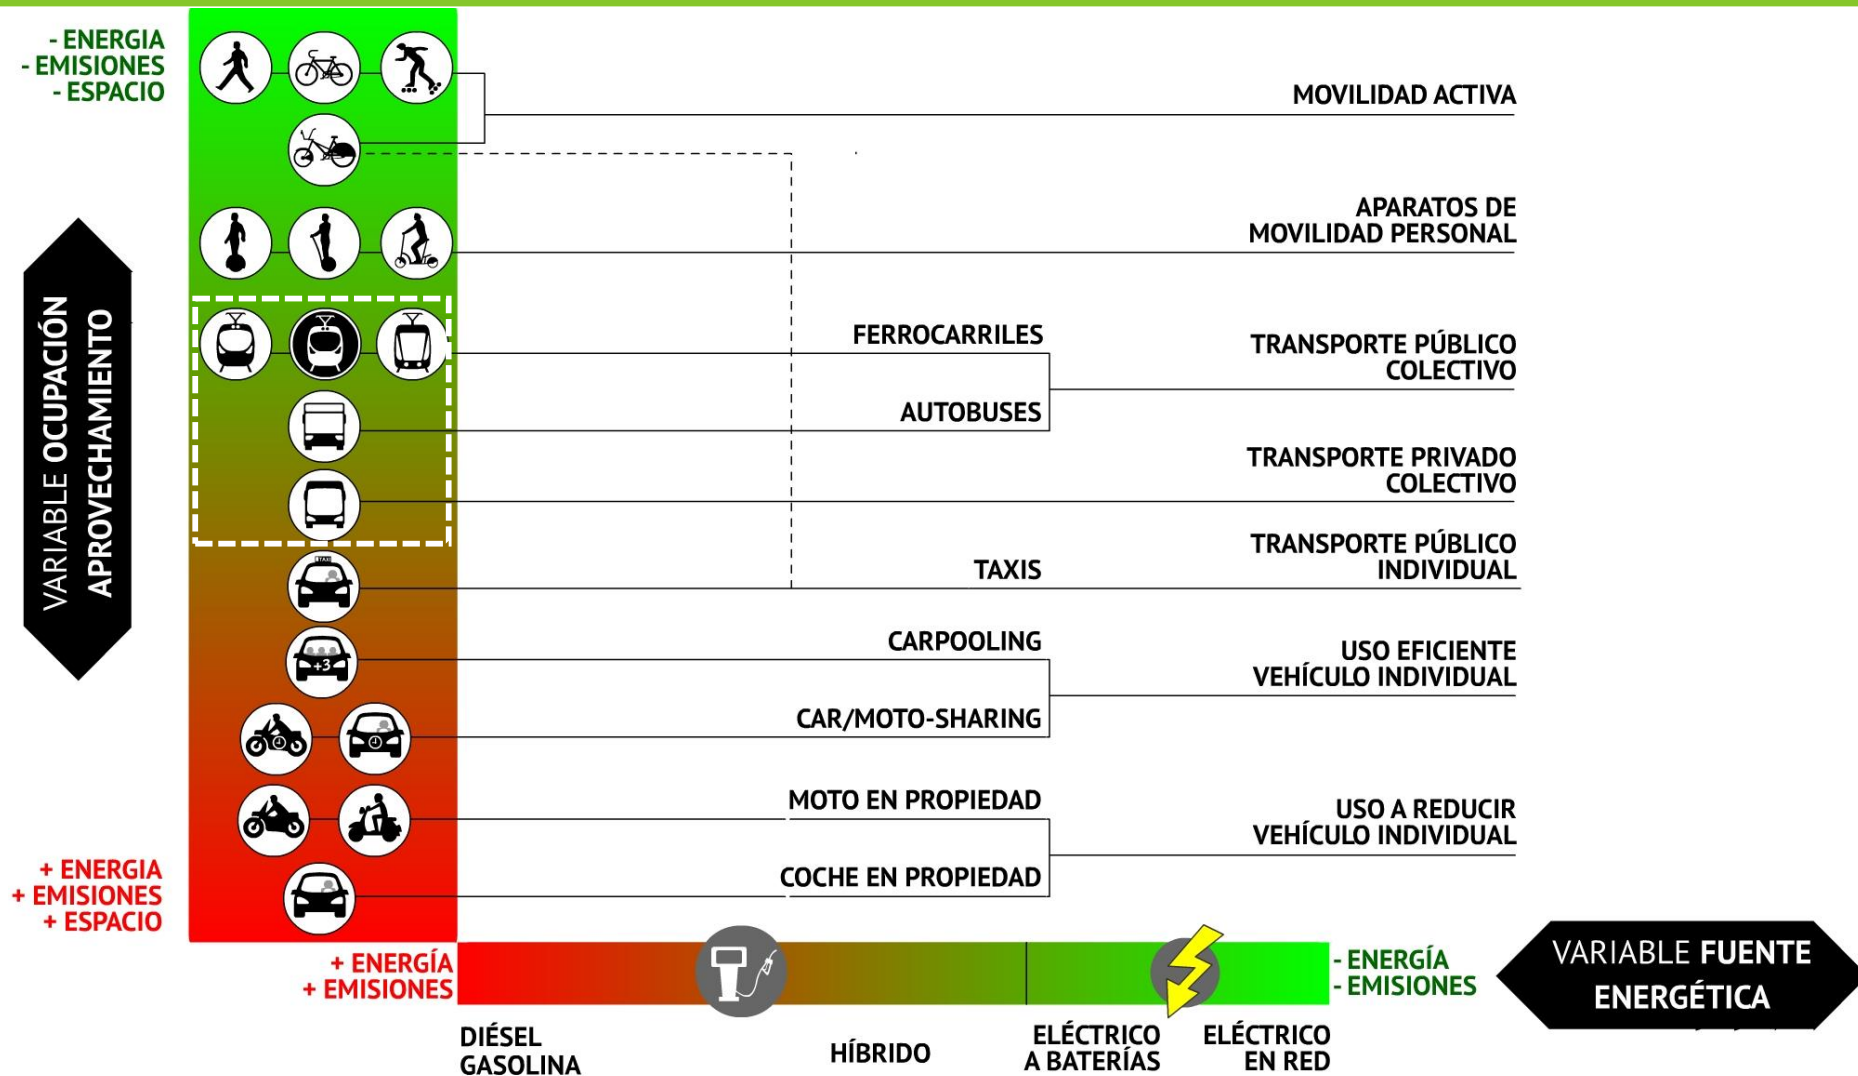 - ENERGIA
- EMISIONES
- ESPACIO
MOVILIDAD ACTIVA
APARATOS DE
MOVILIDAD PERSONAL
VARIABLE OCUPACIÓN
APROVECHAMIENTO
FERROCARRILES
AUTOBUSES
TRANSPORTE PÚBLICO
COLECTIVO
TRANSPORTE PRIVADO
COLECTIVO
TAXI
TAXIS
TRANSPORTE PÚBLICO
INDIVIDUAL
+3
CARPOOLING
CAR/MOTO-SHARING
USO EFICIENTE
VEHÍCULO INDIVIDUAL
MOTO EN PROPIEDAD
COCHE EN PROPIEDAD
USO A REDUCIR
VEHÍCULO INDIVIDUAL
+ ENERGIA
+ EMISIONES
+ ESPACIO
+ ENERGÍA
+ EMISIONES
- ENERGÍA
- EMISIONES
VARIABLE FUENTE
ENERGÉTICA
DIÉSEL
GASOLINA
HÍBRIDO
ELÉCTRICO
A BATERÍAS
ELÉCTRICO
EN RED